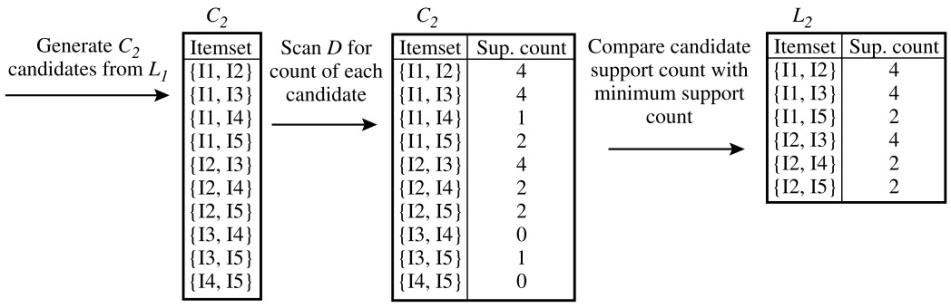 Generate C2
candidates from L1
C2
Itemset
{I1, I2}
{I1, I3}
{I1, I4}
{I1, I5}
{I2, I3}
{I2, I4}
{I2, I5}
{I3, I4}
{I3, I5}
{I4, I5}
Scan D for
count of each
candidate
C2
Itemset Sup. count
{I1, I2} 4
{I1, I3} 4
{I1, I4} 1
{I1, I5} 2
{I2, I3} 4
{I2, I4} 2
{I2, I5} 2
{I3, I4} 0
{I3, I5} 1
{I4, I5} 0
Compare candidate
support count with
minimum support
count
L2
Itemset Sup. count
{I1, I2} 4
{I1, I3} 4
{I1, I5} 2
{I2, I3} 4
{I2, I4} 2
{I2, I5} 2